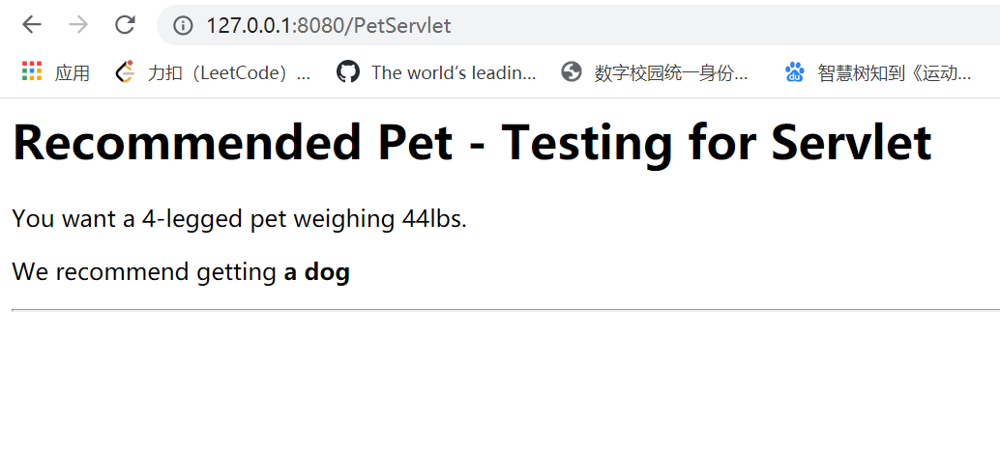 127.0.0.1:8080/PetServlet
应用 力扣（LeetCode）... The world's leadin... 数字校园统一身份... du 智慧树知到《运动...
Recommended Pet - Testing for Servlet
You want a 4-legged pet weighing 44lbs.
We recommend getting a dog